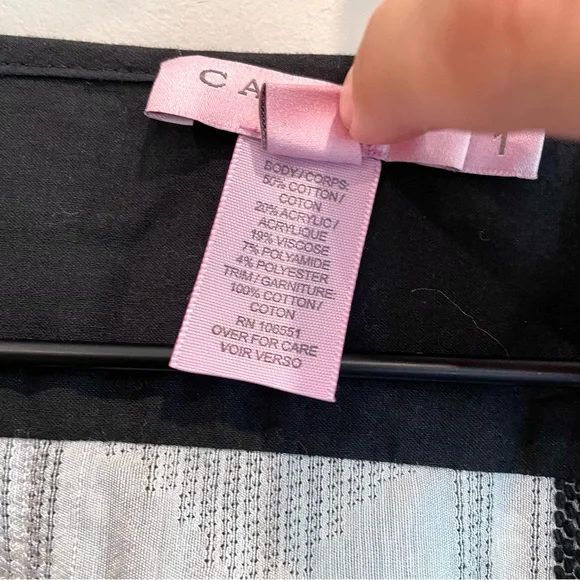 C A
1
BODY / CORPS:
50% COTTON /
COTON
20% ACRYLIC /
ACRYLIQUE
19% VISCOSE
7% POLYAMIDE
4% POLYESTER
TRIM / GARNITURE:
100% COTTON /
COTON
RN 106551
OVER FOR CARE
VOIR VERSO